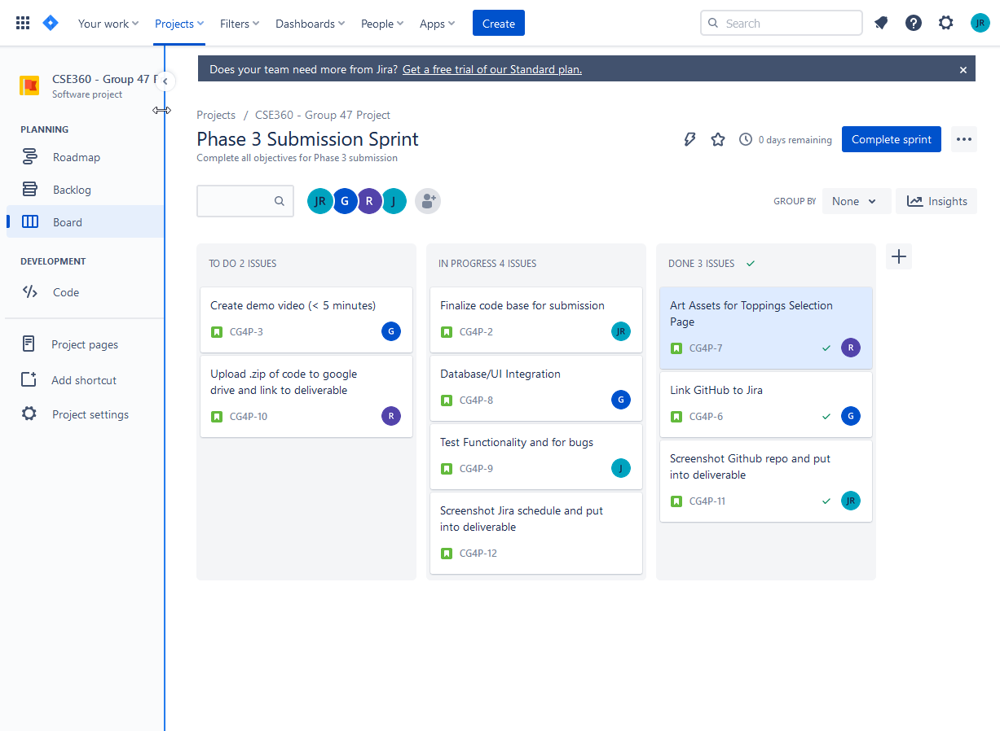 Your work
Projects
Filters
Dashboards
People
Apps
Create
Search
JR
CSE360 - Group 47
Software project
PLANNING
Roadmap
Backlog
Board
DEVELOPMENT
Code
Project pages
Add shortcut
Project settings
Does your team need more from Jira? Get a free trial of our Standard plan.
Projects / CSE360 - Group 47 Project
Phase 3 Submission Sprint
Complete all objectives for Phase 3 submission
0 days remaining
Complete sprint
JR G R J
GROUP BY
None
Insights
TO DO 2 ISSUES
Create demo video (< 5 minutes)
CG4P-3
G
Upload .zip of code to google
drive and link to deliverable
CG4P-10
R
IN PROGRESS 4 ISSUES
Finalize code base for submission
CG4P-2
JR
Database/UI Integration
CG4P-8
G
Test Functionality and for bugs
CG4P-9
J
Screenshot Jira schedule and put
into deliverable
CG4P-12
DONE 3 ISSUES
Art Assets for Toppings Selection
Page
CG4P-7
R
Link GitHub to Jira
CG4P-6
G
Screenshot Github repo and put
into deliverable
CG4P-11
JR